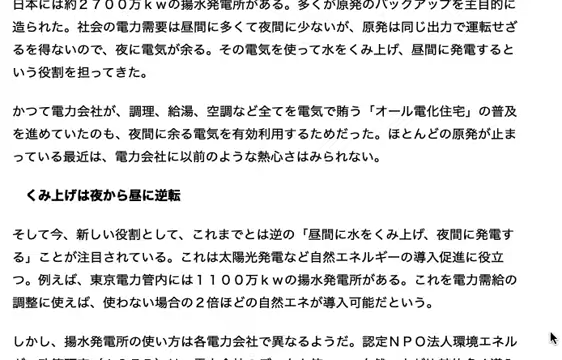 日本には約２７００万ｋｗの揚水発電所がある。多くが原発のバックアップを主目的に
造られた。社会の電力需要は昼間に多くて夜間に少ないが、原発は同じ出力で運転せざ
るを得ないので、夜に電気が余る。その電気を使って水をくみ上げ、昼間に発電すると
いう役割を担ってきた。
かつて電力会社が、調理、給湯、空調など全てを電気で賄う「オール電化住宅」の普及
を進めていたのも、夜間に余る電気を有効利用するためだった。ほとんどの原発が止ま
っている最近は、電力会社に以前のような熱心さはみられない。
くみ上げは夜から昼に逆転
そして今、新しい役割として、これまでとは逆の「昼間に水をくみ上げ、夜間に発電す
る」ことが注目されている。これは太陽光発電など自然エネルギーの導入促進に役立
つ。例えば、東京電力管内には１１００万ｋｗの揚水発電所がある。これを電力需給の
調整に使えば、使わない場合の２倍ほどの自然エネが導入可能だという。
しかし、揚水発電所の使い方は各電力会社で異なるようだ。認定ＮＰＯ法人環境エネル